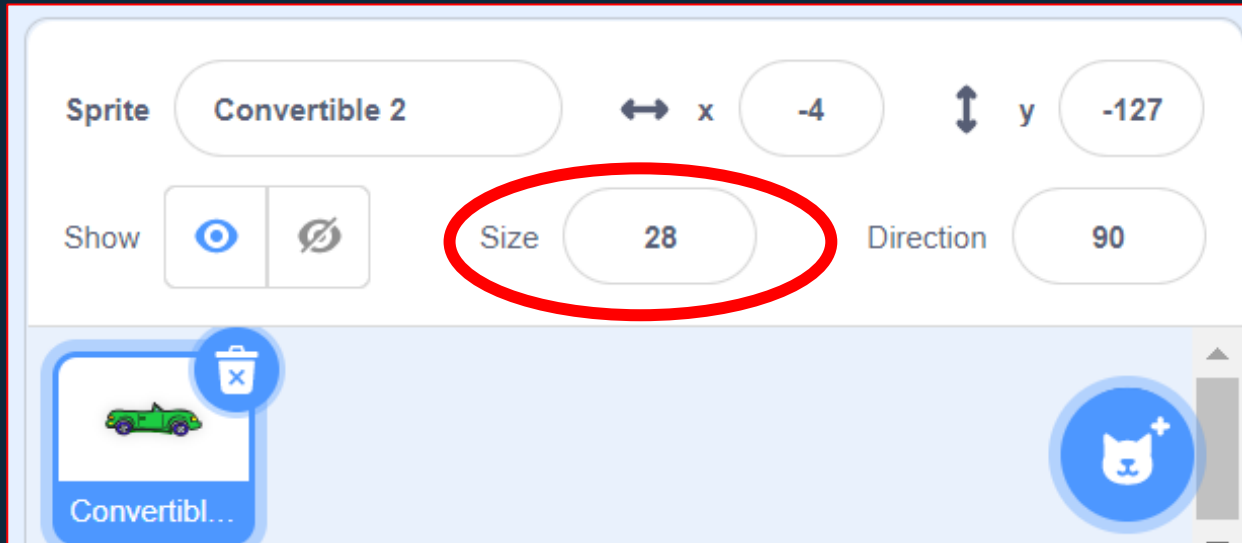 Sprite Convertible 2 x -4 y -127
Show Size 28 Direction 90
Convertibl...